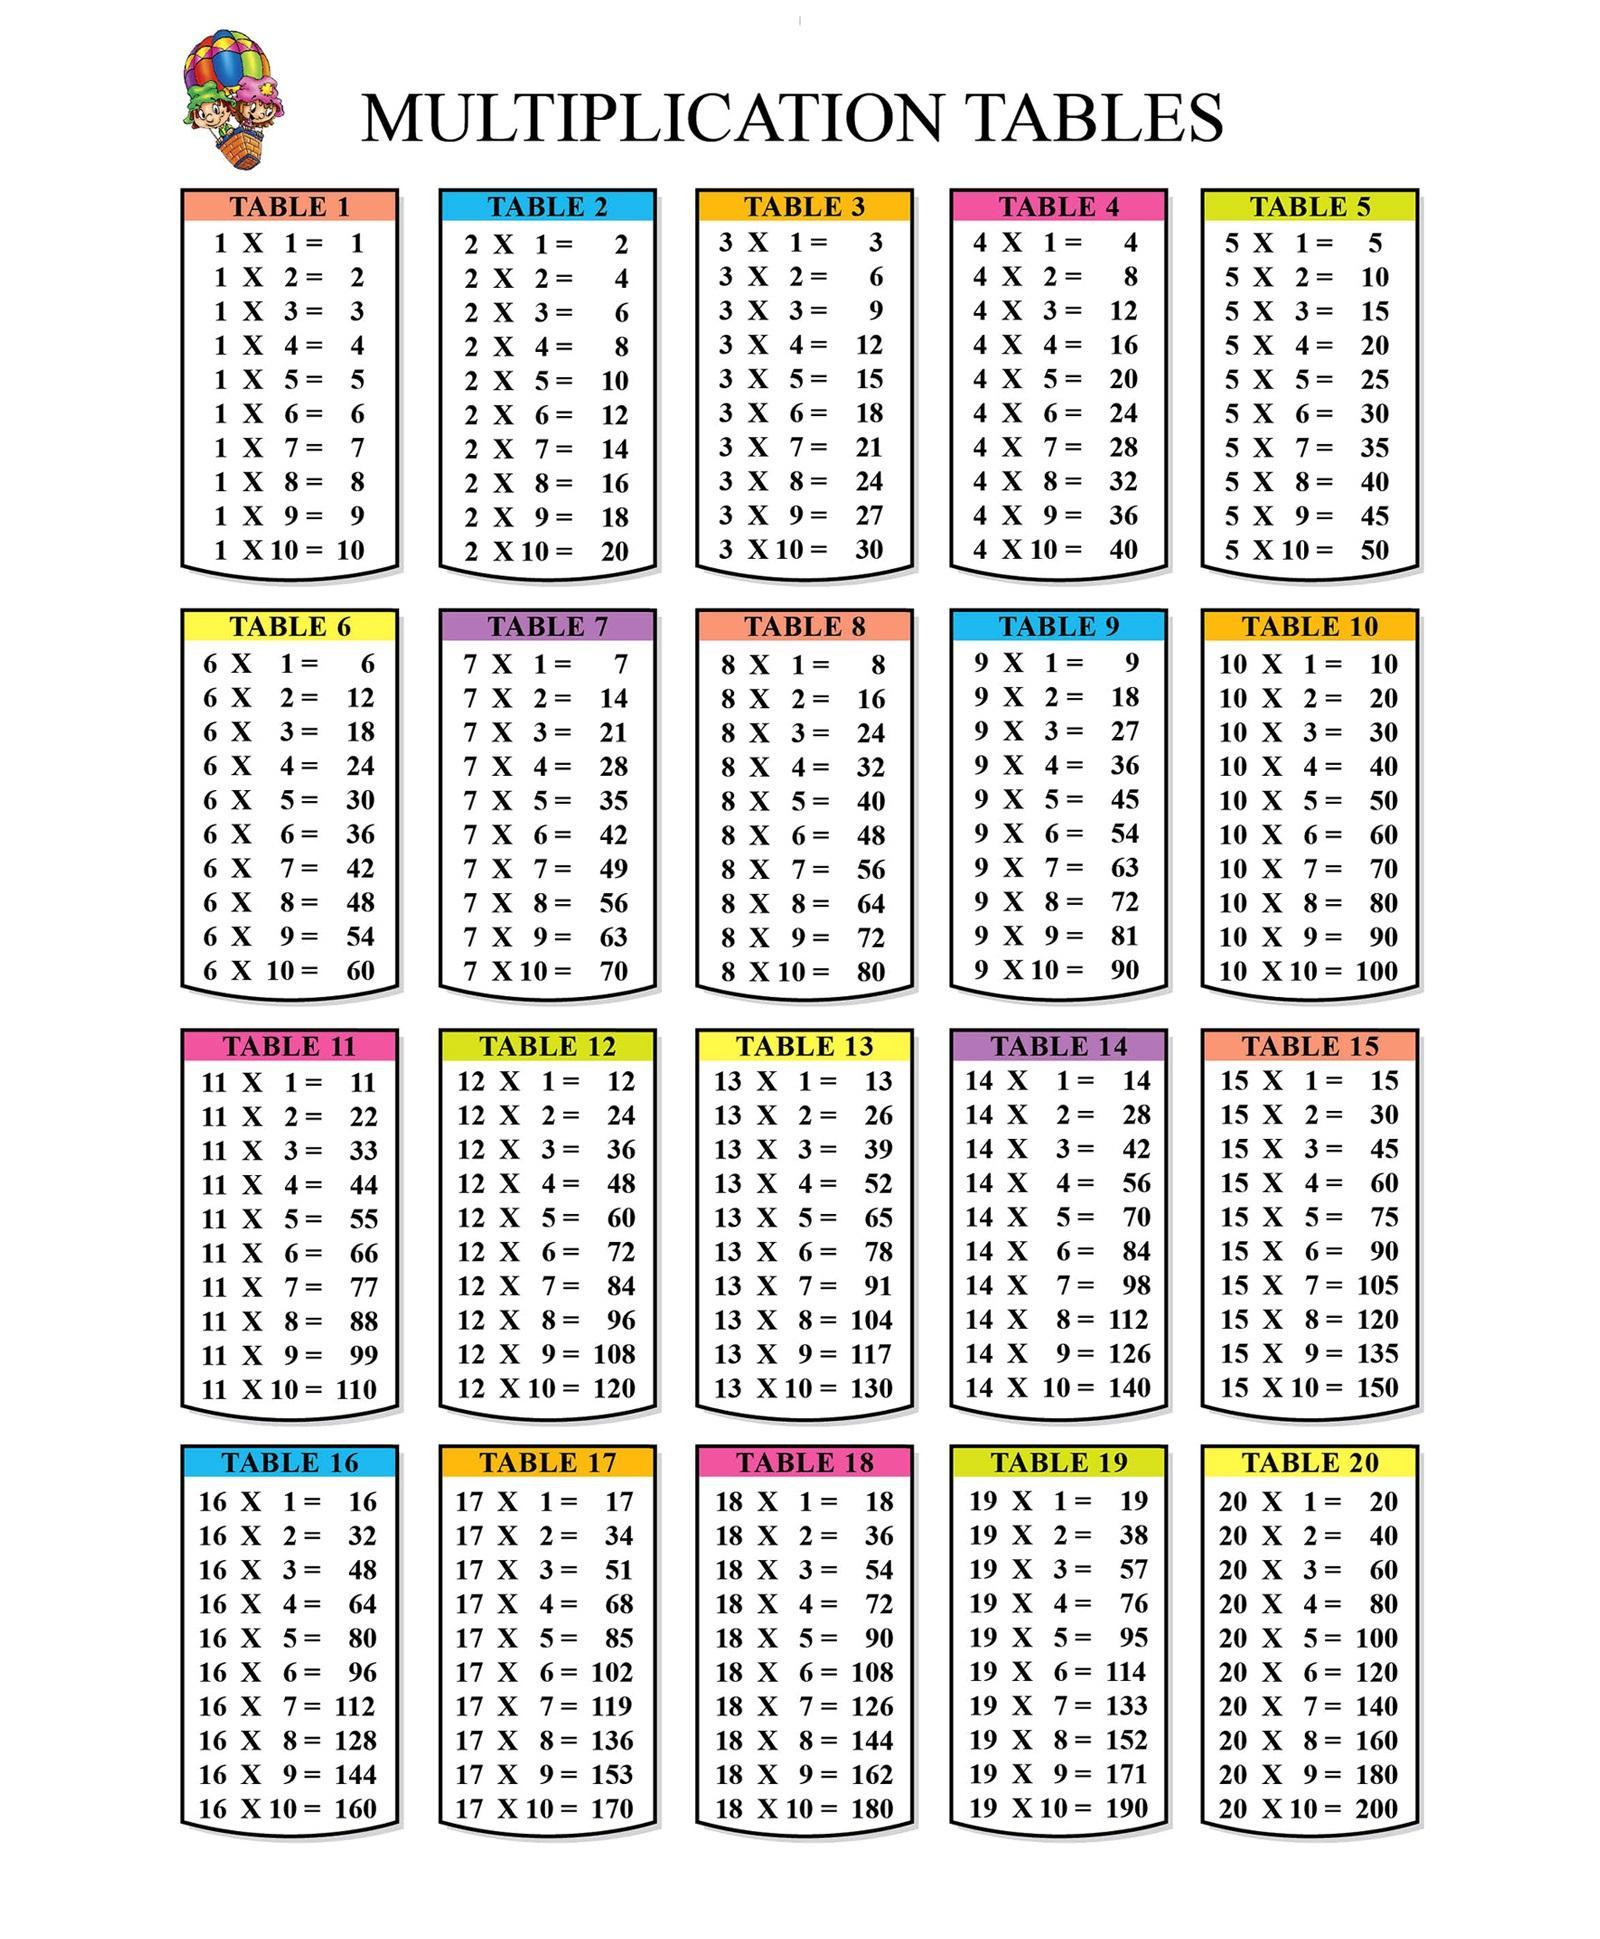 MULTIPLICATION TABLES
TABLE 1
1 X 1 = 1
1 X 2 = 2
1 X 3 = 3
1 X 4 = 4
1 X 5 = 5
1 X 6 = 6
1 X 7 = 7
1 X 8 = 8
1 X 9 = 9
1 X 10 = 10
TABLE 2
2 X 1 = 2
2 X 2 = 4
2 X 3 = 6
2 X 4 = 8
2 X 5 = 10
2 X 6 = 12
2 X 7 = 14
2 X 8 = 16
2 X 9 = 18
2 X 10 = 20
TABLE 3
3 X 1 = 3
3 X 2 = 6
3 X 3 = 9
3 X 4 = 12
3 X 5 = 15
3 X 6 = 18
3 X 7 = 21
3 X 8 = 24
3 X 9 = 27
3 X 10 = 30
TABLE 4
4 X 1 = 4
4 X 2 = 8
4 X 3 = 12
4 X 4 = 16
4 X 5 = 20
4 X 6 = 24
4 X 7 = 28
4 X 8 = 32
4 X 9 = 36
4 X 10 = 40
TABLE 5
5 X 1 = 5
5 X 2 = 10
5 X 3 = 15
5 X 4 = 20
5 X 5 = 25
5 X 6 = 30
5 X 7 = 35
5 X 8 = 40
5 X 9 = 45
5 X 10 = 50
TABLE 6
6 X 1 = 6
6 X 2 = 12
6 X 3 = 18
6 X 4 = 24
6 X 5 = 30
6 X 6 = 36
6 X 7 = 42
6 X 8 = 48
6 X 9 = 54
6 X 10 = 60
TABLE 7
7 X 1 = 7
7 X 2 = 14
7 X 3 = 21
7 X 4 = 28
7 X 5 = 35
7 X 6 = 42
7 X 7 = 49
7 X 8 = 56
7 X 9 = 63
7 X 10 = 70
TABLE 8
8 X 1 = 8
8 X 2 = 16
8 X 3 = 24
8 X 4 = 32
8 X 5 = 40
8 X 6 = 48
8 X 7 = 56
8 X 8 = 64
8 X 9 = 72
8 X 10 = 80
TABLE 9
9 X 1 = 9
9 X 2 = 18
9 X 3 = 27
9 X 4 = 36
9 X 5 = 45
9 X 6 = 54
9 X 7 = 63
9 X 8 = 72
9 X 9 = 81
9 X 10 = 90
TABLE 10
10 X 1 = 10
10 X 2 = 20
10 X 3 = 30
10 X 4 = 40
10 X 5 = 50
10 X 6 = 60
10 X 7 = 70
10 X 8 = 80
10 X 9 = 90
10 X 10 = 100
TABLE 11
11 X 1 = 11
11 X 2 = 22
11 X 3 = 33
11 X 4 = 44
11 X 5 = 55
11 X 6 = 66
11 X 7 = 77
11 X 8 = 88
11 X 9 = 99
11 X 10 = 110
TABLE 12
12 X 1 = 12
12 X 2 = 24
12 X 3 = 36
12 X 4 = 48
12 X 5 = 60
12 X 6 = 72
12 X 7 = 84
12 X 8 = 96
12 X 9 = 108
12 X 10 = 120
TABLE 13
13 X 1 = 13
13 X 2 = 26
13 X 3 = 39
13 X 4 = 52
13 X 5 = 65
13 X 6 = 78
13 X 7 = 91
13 X 8 = 104
13 X 9 = 117
13 X 10 = 130
TABLE 14
14 X 1 = 14
14 X 2 = 28
14 X 3 = 42
14 X 4 = 56
14 X 5 = 70
14 X 6 = 84
14 X 7 = 98
14 X 8 = 112
14 X 9 = 126
14 X 10 = 140
TABLE 15
15 X 1 = 15
15 X 2 = 30
15 X 3 = 45
15 X 4 = 60
15 X 5 = 75
15 X 6 = 90
15 X 7 = 105
15 X 8 = 120
15 X 9 = 135
15 X 10 = 150
TABLE 16
16 X 1 = 16
16 X 2 = 32
16 X 3 = 48
16 X 4 = 64
16 X 5 = 80
16 X 6 = 96
16 X 7 = 112
16 X 8 = 128
16 X 9 = 144
16 X 10 = 160
TABLE 17
17 X 1 = 17
17 X 2 = 34
17 X 3 = 51
17 X 4 = 68
17 X 5 = 85
17 X 6 = 102
17 X 7 = 119
17 X 8 = 136
17 X 9 = 153
17 X 10 = 170
TABLE 18
18 X 1 = 18
18 X 2 = 36
18 X 3 = 54
18 X 4 = 72
18 X 5 = 90
18 X 6 = 108
18 X 7 = 126
18 X 8 = 144
18 X 9 = 162
18 X 10 = 180
TABLE 19
19 X 1 = 19
19 X 2 = 38
19 X 3 = 57
19 X 4 = 76
19 X 5 = 95
19 X 6 = 114
19 X 7 = 133
19 X 8 = 152
19 X 9 = 171
19 X 10 = 190
TABLE 20
20 X 1 = 20
20 X 2 = 40
20 X 3 = 60
20 X 4 = 80
20 X 5 = 100
20 X 6 = 120
20 X 7 = 140
20 X 8 = 160
20 X 9 = 180
20 X 10 = 200